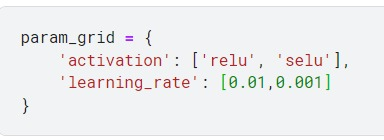 param_grid = {
    'activation': ['relu', 'selu'],
    'learning_rate': [0.01,0.001]
}